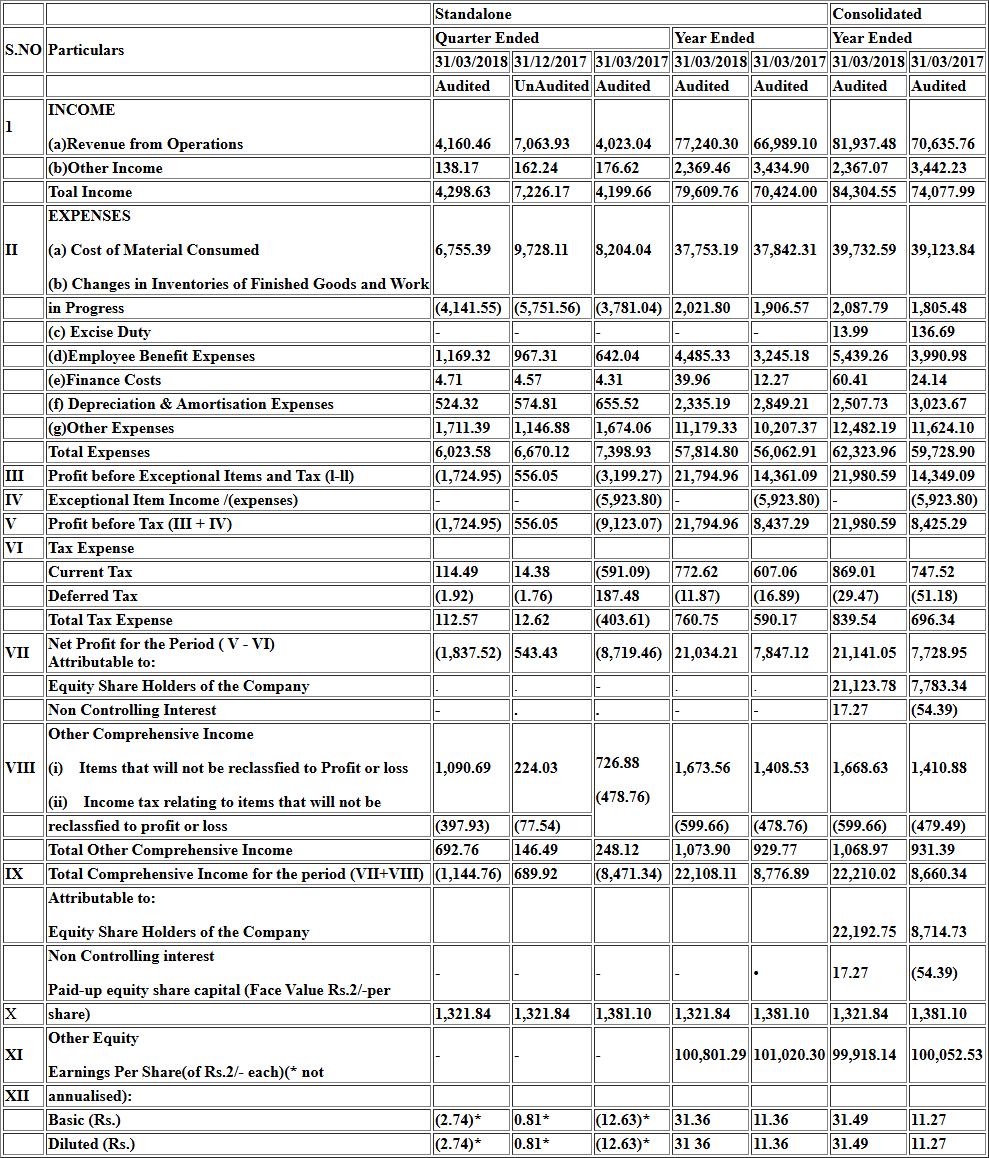 Standalone Consolidated
S.NO Particulars Quarter Ended Year Ended Year Ended
31/03/2018 31/12/2017 31/03/2017 31/03/2018 31/03/2017 31/03/2018 31/03/2017
Audited UnAudited Audited Audited Audited Audited Audited
1 INCOME
(a)Revenue from Operations 4,160.46 7,063.93 4,023.04 77,240.30 66,989.10 81,937.48 70,635.76
(b)Other Income 138.17 162.24 176.62 2,369.46 3,434.90 2,367.07 3,442.23
Toal Income 4,298.63 7,226.17 4,199.66 79,609.76 70,424.00 84,304.55 74,077.99
EXPENSES
II (a) Cost of Material Consumed 6,755.39 9,728.11 8,204.04 37,753.19 37,842.31 39,732.59 39,123.84
(b) Changes in Inventories of Finished Goods and Work
in Progress (4,141.55) (5,751.56) (3,781.04) 2,021.80 1,906.57 2,087.79 1,805.48
(c) Excise Duty - - - - - 13.99 136.69
(d)Employee Benefit Expenses 1,169.32 967.31 642.04 4,485.33 3,245.18 5,439.26 3,990.98
(e)Finance Costs 4.71 4.57 4.31 39.96 12.27 60.41 24.14
(f) Depreciation & Amortisation Expenses 524.32 574.81 655.52 2,335.19 2,849.21 2,507.73 3,023.67
(g)Other Expenses 1,711.39 1,146.88 1,674.06 11,179.33 10,207.37 12,482.19 11,624.10
Total Expenses 6,023.58 6,670.12 7,398.93 57,814.80 56,062.91 62,323.96 59,728.90
III Profit before Exceptional Items and Tax (l-ll) (1,724.95) 556.05 (3,199.27) 21,794.96 14,361.09 21,980.59 14,349.09
IV Exceptional Item Income /(expenses) - - (5,923.80) - (5,923.80) - (5,923.80)
V Profit before Tax (III + IV) (1,724.95) 556.05 (9,123.07) 21,794.96 8,437.29 21,980.59 8,425.29
VI Tax Expense
Current Tax 114.49 14.38 (591.09) 772.62 607.06 869.01 747.52
Deferred Tax (1.92) (1.76) 187.48 (11.87) (16.89) (29.47) (51.18)
Total Tax Expense 112.57 12.62 (403.61) 760.75 590.17 839.54 696.34
VII Net Profit for the Period ( V - VI)
Attributable to: (1,837.52) 543.43 (8,719.46) 21,034.21 7,847.12 21,141.05 7,728.95
Equity Share Holders of the Company . . - . . 21,123.78 7,783.34
Non Controlling Interest - . . - - 17.27 (54.39)
Other Comprehensive Income
VIII (i) Items that will not be reclassfied to Profit or loss 1,090.69 224.03 726.88 1,673.56 1,408.53 1,668.63 1,410.88
(ii) Income tax relating to items that will not be (478.76)
reclassfied to profit or loss (397.93) (77.54) (599.66) (478.76) (599.66) (479.49)
Total Other Comprehensive Income 692.76 146.49 248.12 1,073.90 929.77 1,068.97 931.39
IX Total Comprehensive Income for the period (VII+VIII) (1,144.76) 689.92 (8,471.34) 22,108.11 8,776.89 22,210.02 8,660.34
Attributable to:
Equity Share Holders of the Company 22,192.75 8,714.73
Non Controlling interest - - - - • 17.27 (54.39)
Paid-up equity share capital (Face Value Rs.2/-per
X share) 1,321.84 1,321.84 1,381.10 1,321.84 1,381.10 1,321.84 1,381.10
XI Other Equity - - - 100,801.29 101,020.30 99,918.14 100,052.53
Earnings Per Share(of Rs.2/- each)(* not
XII annualised):
Basic (Rs.) (2.74)* 0.81* (12.63)* 31.36 11.36 31.49 11.27
Diluted (Rs.) (2.74)* 0.81* (12.63)* 31 36 11.36 31.49 11.27